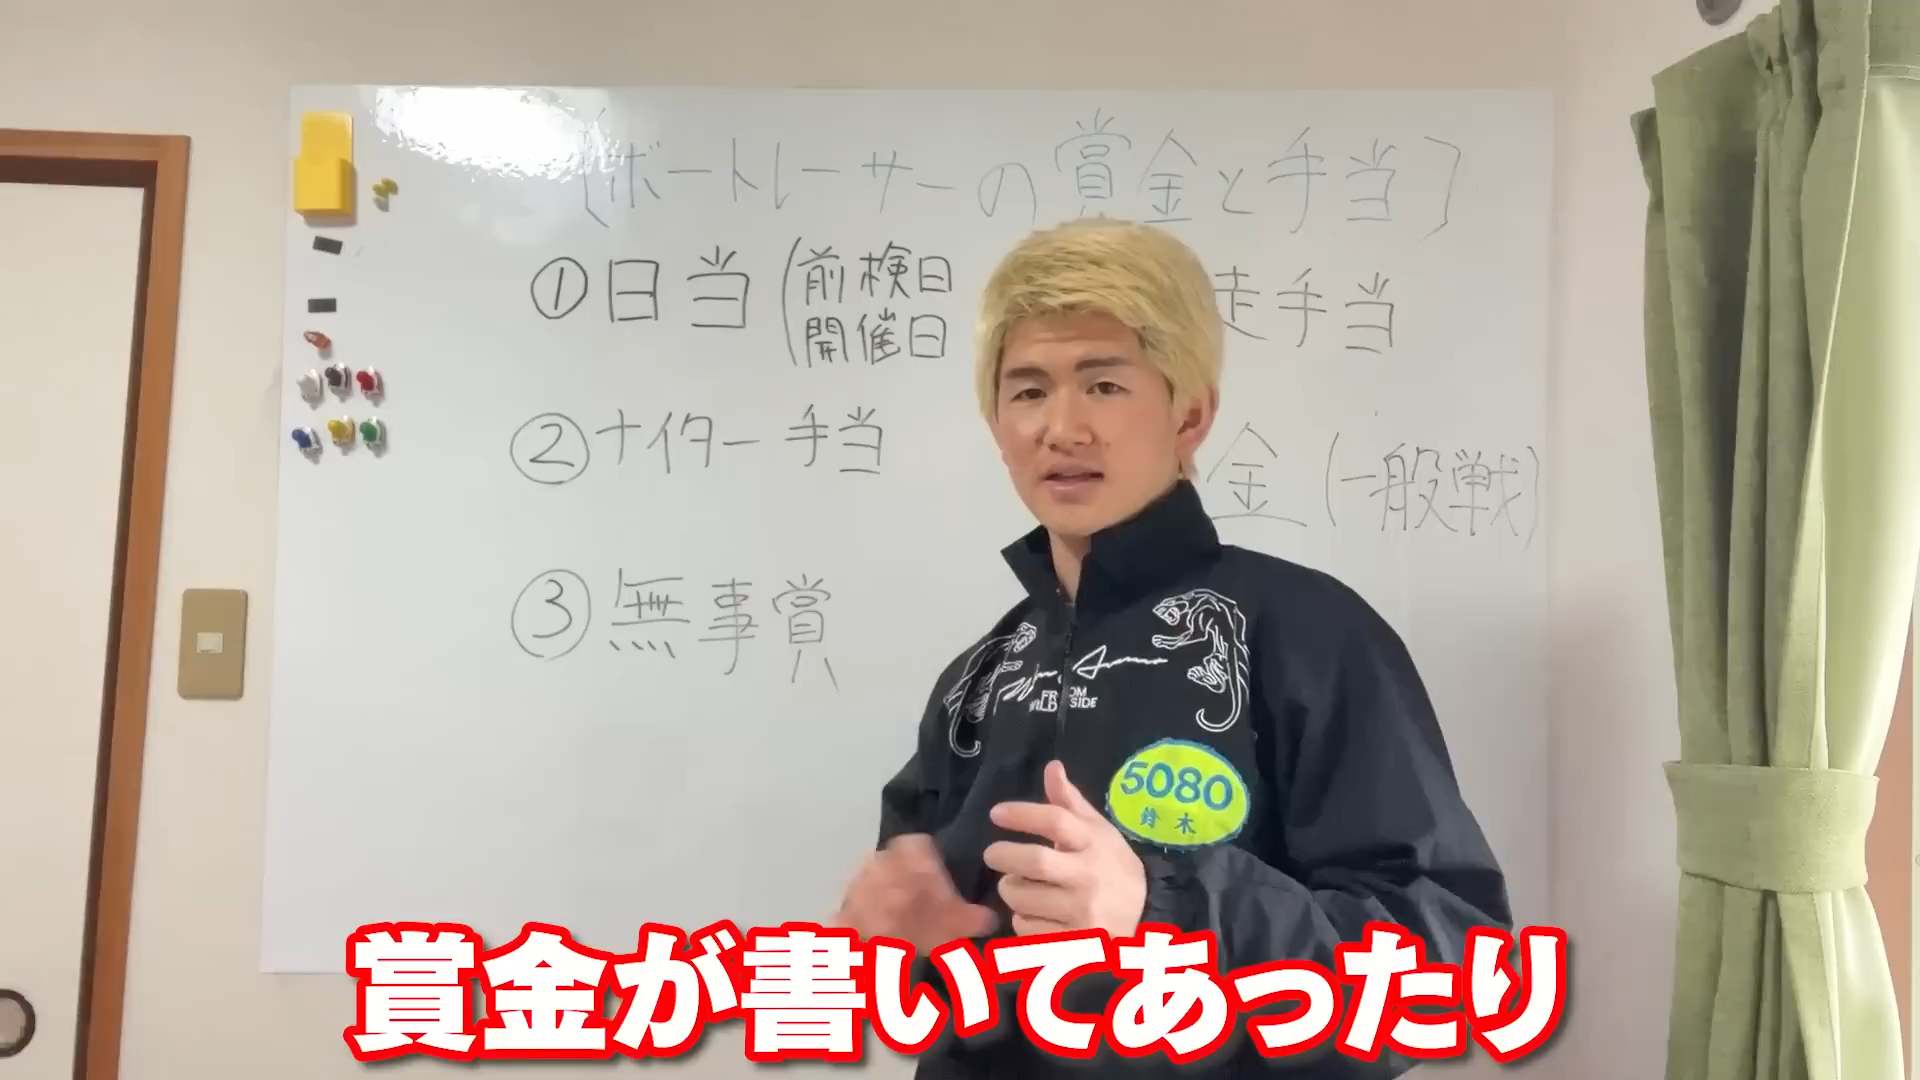 〔ボートレーサーの賞金と手当〕
①日当(前検日
開催日
走手当
②ナイター手当
金(一般戦)
③無事賞
5080
鈴木
賞金が書いてあったり